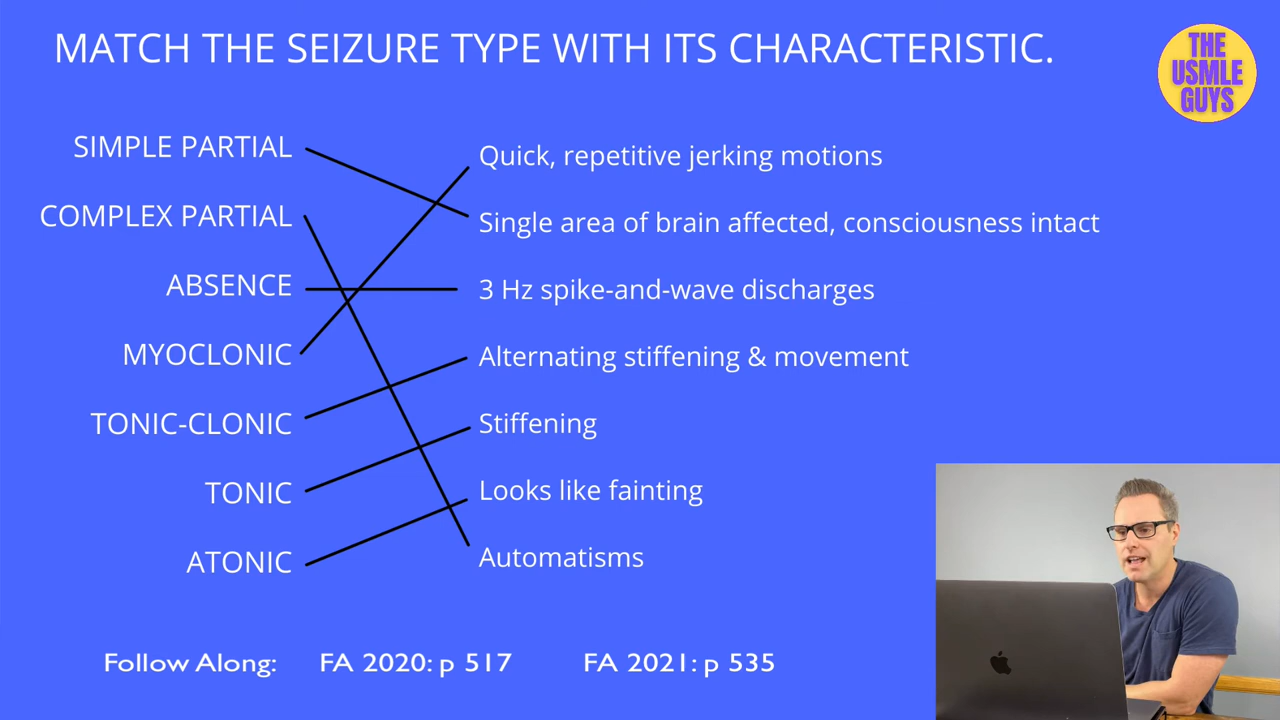 MATCH THE SEIZURE TYPE WITH ITS CHARACTERISTIC.
THE
USMLE
GUYS
SIMPLE PARTIAL
COMPLEX PARTIAL
ABSENCE
MYOCLONIC
TONIC-CLONIC
TONIC
ATONIC
Quick, repetitive jerking motions
Single area of brain affected, consciousness intact
3 Hz spike-and-wave discharges
Alternating stiffening & movement
Stiffening
Looks like fainting
Automatisms
Follow Along: FA 2020: p 517 FA 2021: p 535